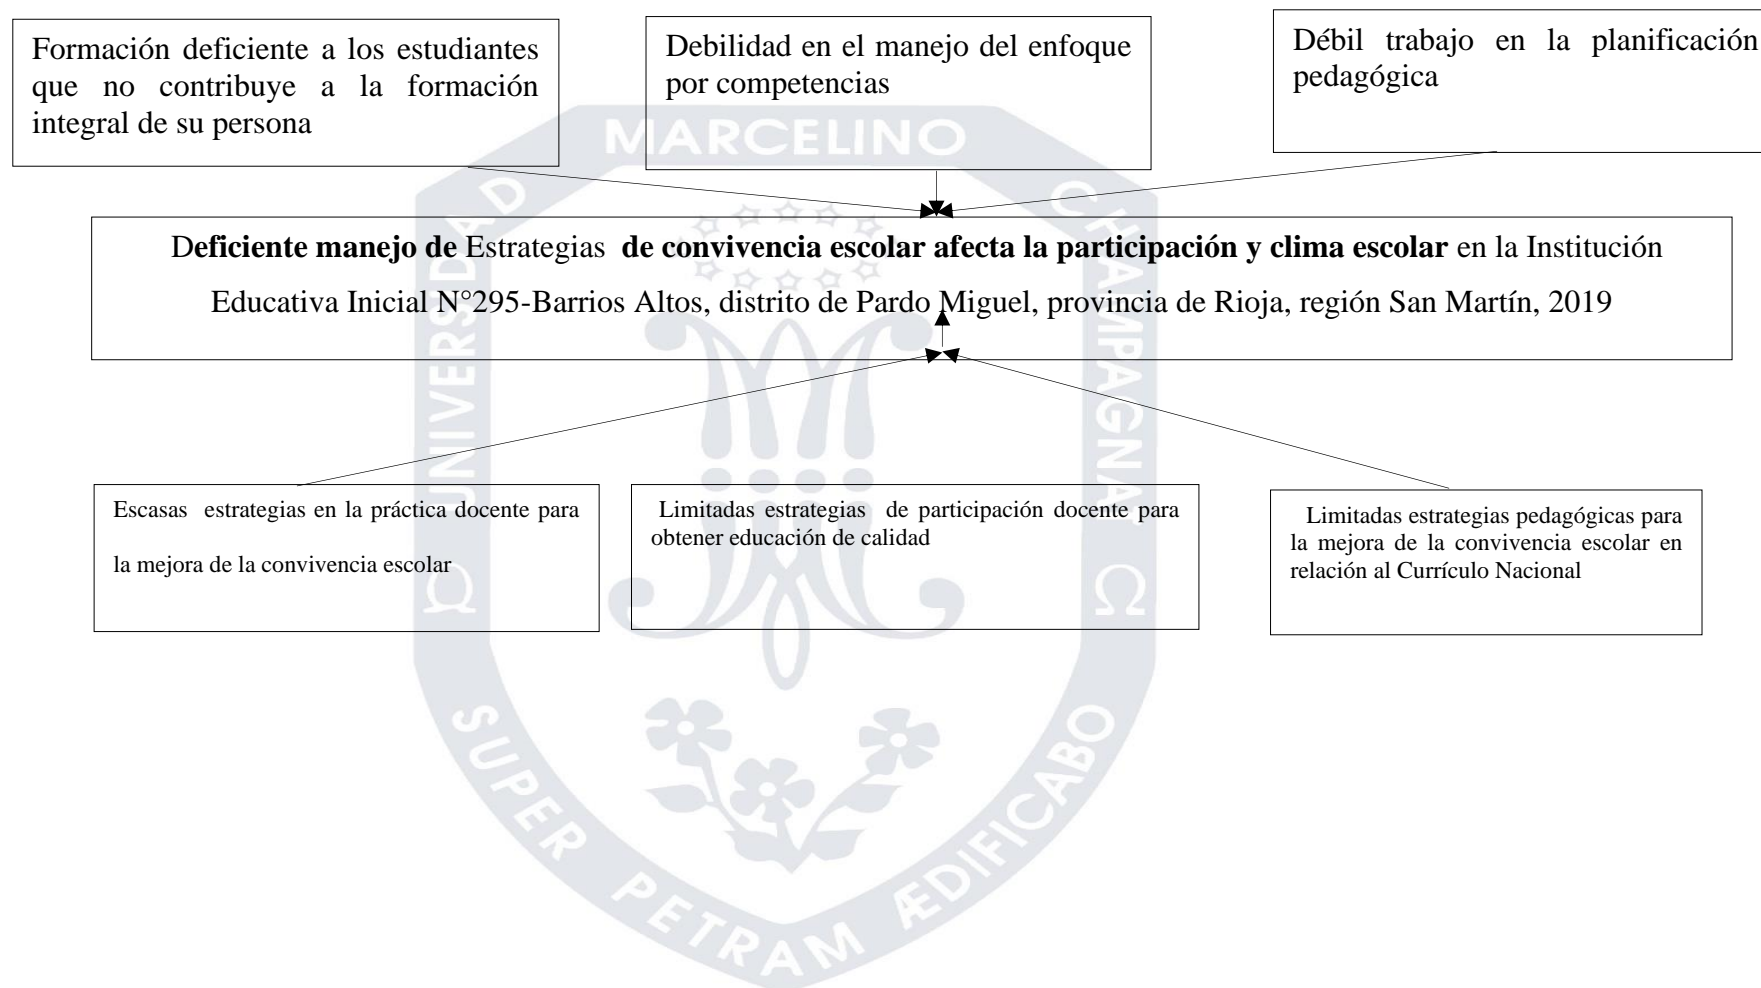 Formación deficiente a los estudiantes
que no contribuye a la formación
integral de su persona
Debilidad en el manejo del enfoque
por competencias
Débil trabajo en la planificación
pedagógica
Deficiente manejo de Estrategias de convivencia escolar afecta la participación y clima escolar en la Institución
Educativa Inicial N°295-Barrios Altos, distrito de Pardo Miguel, provincia de Rioja, región San Martín, 2019
Escasas estrategias en la práctica docente para
la mejora de la convivencia escolar
Limitadas estrategias de participación docente para
obtener educación de calidad
Limitadas estrategias pedagógicas para
la mejora de la convivencia escolar en
relación al Currículo Nacional
Ω UNIVERSIDAD
MARCELINO
CHAMPAGNAT Ω
SUPER PETRAM ÆDIFICABO